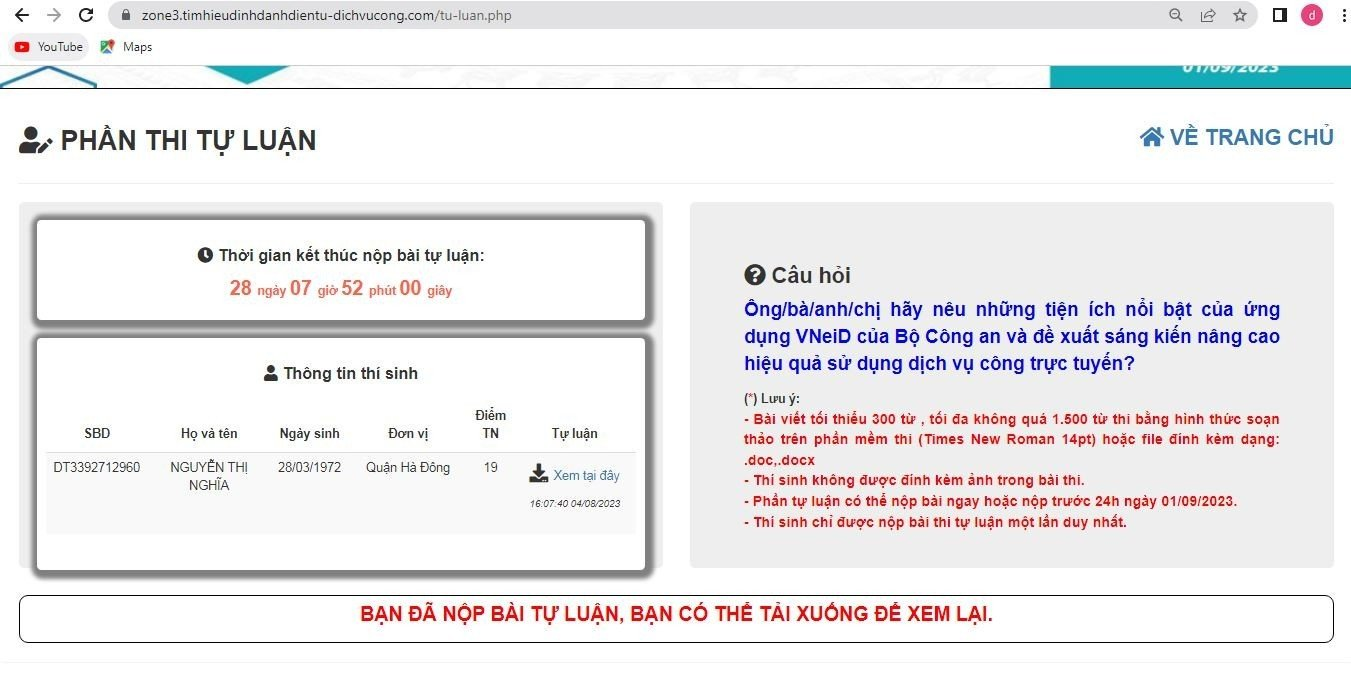 zone3.timhieudinhdanhdientu-dichvucong.com/tu-luan.php
d
YouTube
Maps
01/09/2023
PHẦN THI TỰ LUẬN
VỀ TRANG CHỦ
Thời gian kết thúc nộp bài tự luận:
28 ngày 07 giờ 52 phút 00 giây
Thông tin thí sinh
SBD Họ và tên Ngày sinh Đơn vị Điểm TN Tự luận
DT3392712960 NGUYỄN THỊ NGHĨA 28/03/1972 Quận Hà Đông 19 Xem tại đây
16:07:40 04/08/2023
Câu hỏi
Ông/bà/anh/chị hãy nêu những tiện ích nổi bật của ứng
dụng VNeiD của Bộ Công an và đề xuất sáng kiến nâng cao
hiệu quả sử dụng dịch vụ công trực tuyến?
(*) Lưu ý:
- Bài viết tối thiểu 300 từ , tối đa không quá 1.500 từ thi bằng hình thức soạn
thảo trên phần mềm thi (Times New Roman 14pt) hoặc file đính kèm dạng:
.doc,.docx
- Thí sinh không được đính kèm ảnh trong bài thi.
- Phần tự luận có thể nộp bài ngay hoặc nộp trước 24h ngày 01/09/2023.
- Thí sinh chỉ được nộp bài thi tự luận một lần duy nhất.
BẠN ĐÃ NỘP BÀI TỰ LUẬN, BẠN CÓ THỂ TẢI XUỐNG ĐỂ XEM LẠI.